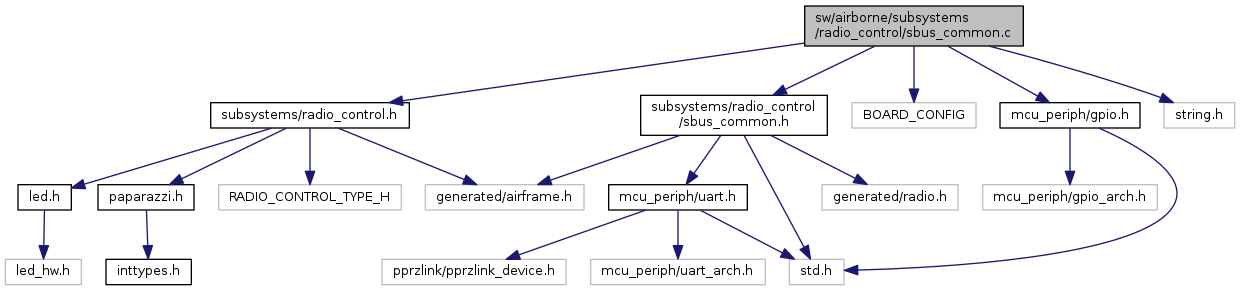 sw/airborne/subsystems
/radio_control/sbus_common.c
subsystems/radio_control.h
subsystems/radio_control
/sbus_common.h
BOARD_CONFIG
mcu_periph/gpio.h
string.h
led.h
paparazzi.h
RADIO_CONTROL_TYPE_H
generated/airframe.h
mcu_periph/uart.h
generated/radio.h
mcu_periph/gpio_arch.h
led_hw.h
inttypes.h
pprzlink/pprzlink_device.h
mcu_periph/uart_arch.h
std.h